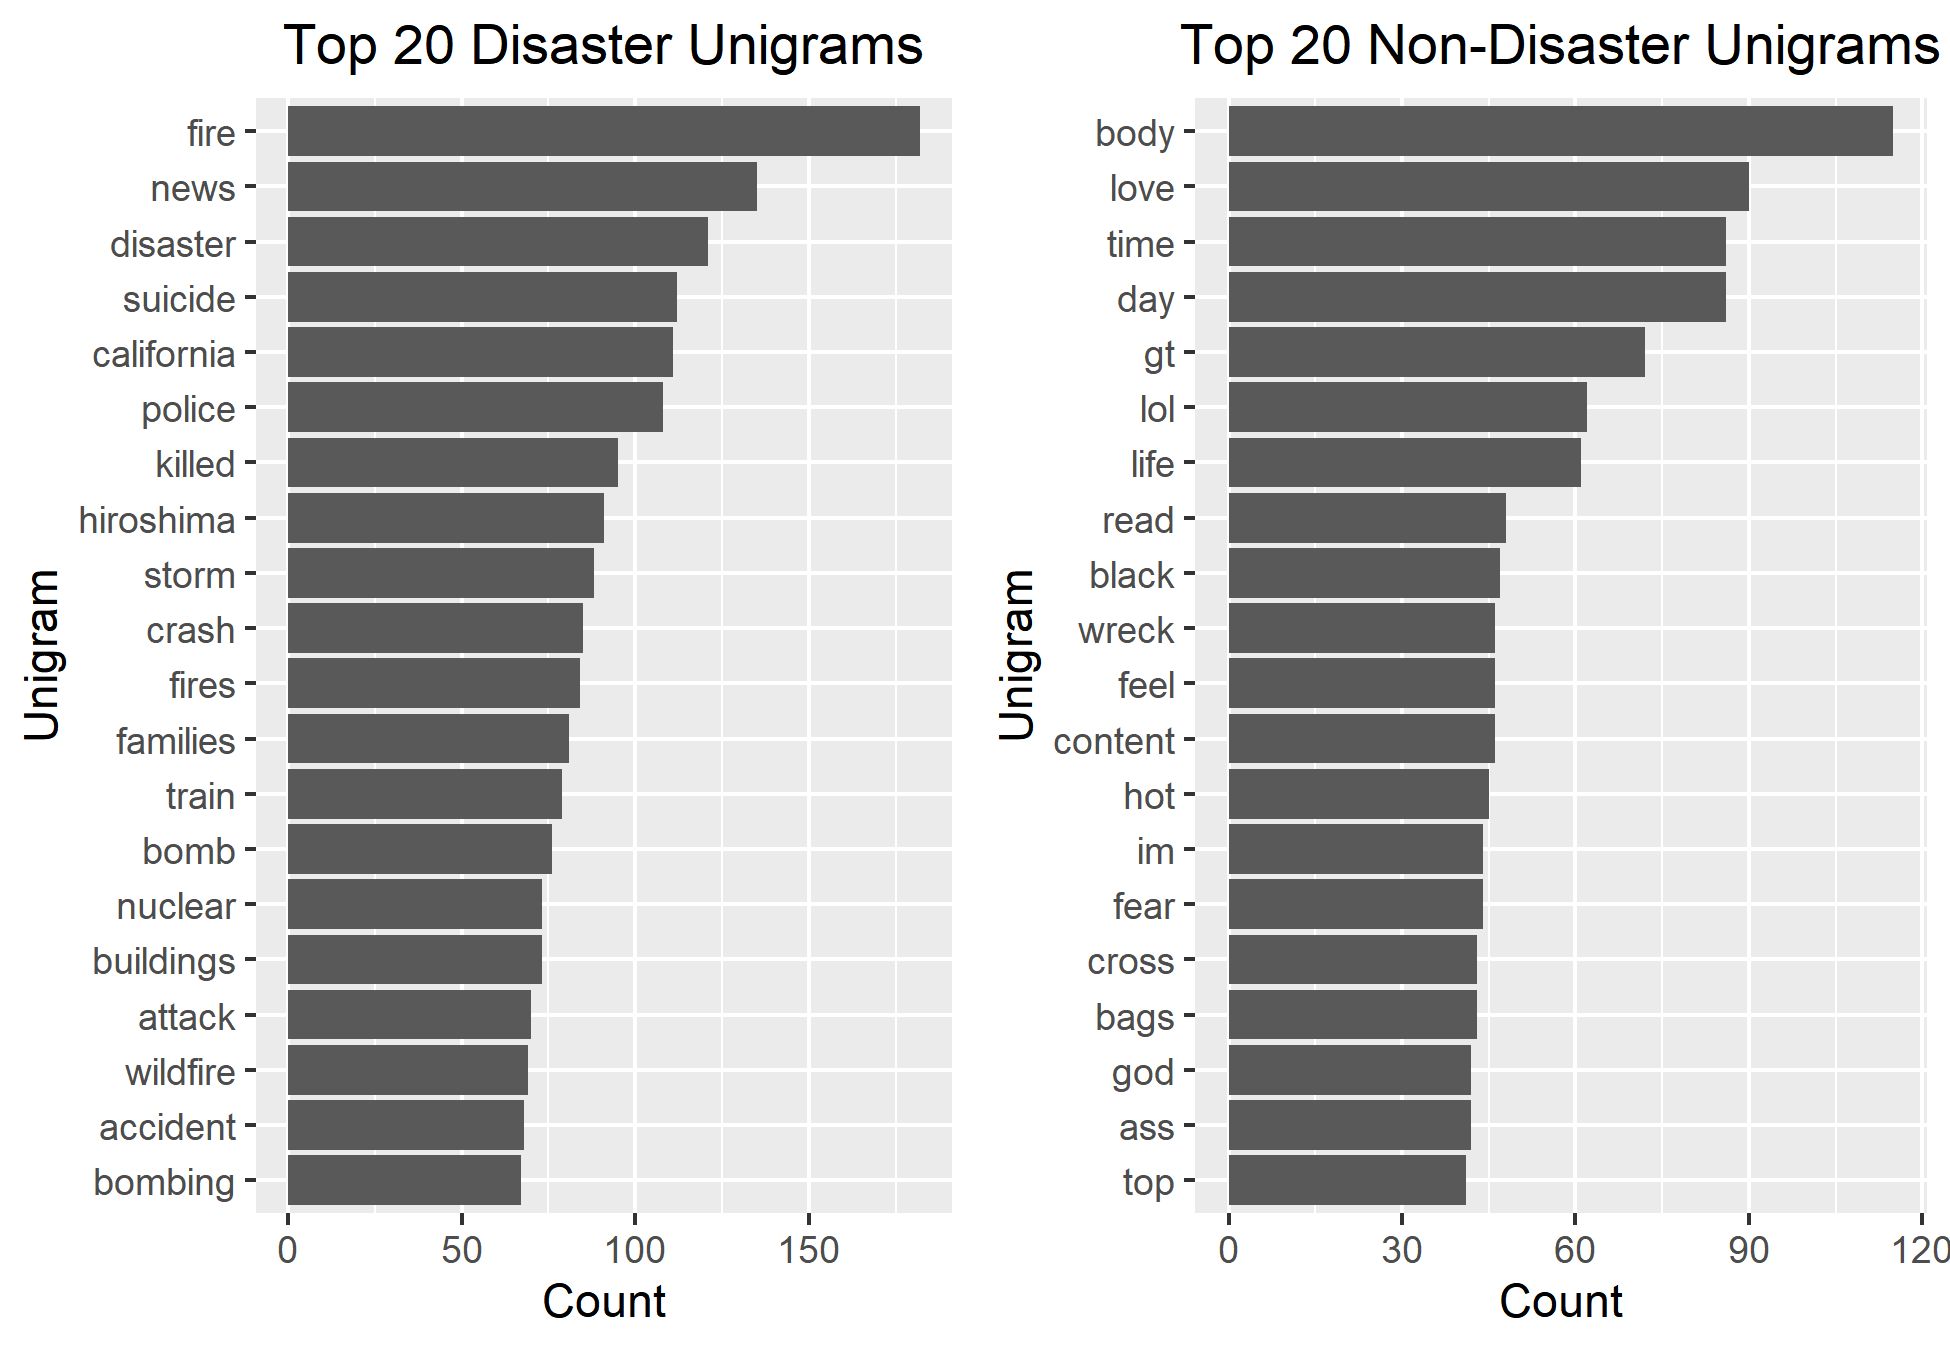 Top 20 Disaster Unigrams
Unigram
fire
news
disaster
suicide
california
police
killed
hiroshima
storm
crash
fires
families
train
bomb
nuclear
buildings
attack
wildfire
accident
bombing
0 50 100 150
Count
Top 20 Non-Disaster Unigrams
Unigram
body
love
time
day
gt
lol
life
read
black
wreck
feel
content
hot
im
fear
cross
bags
god
ass
top
0 30 60 90 120
Count